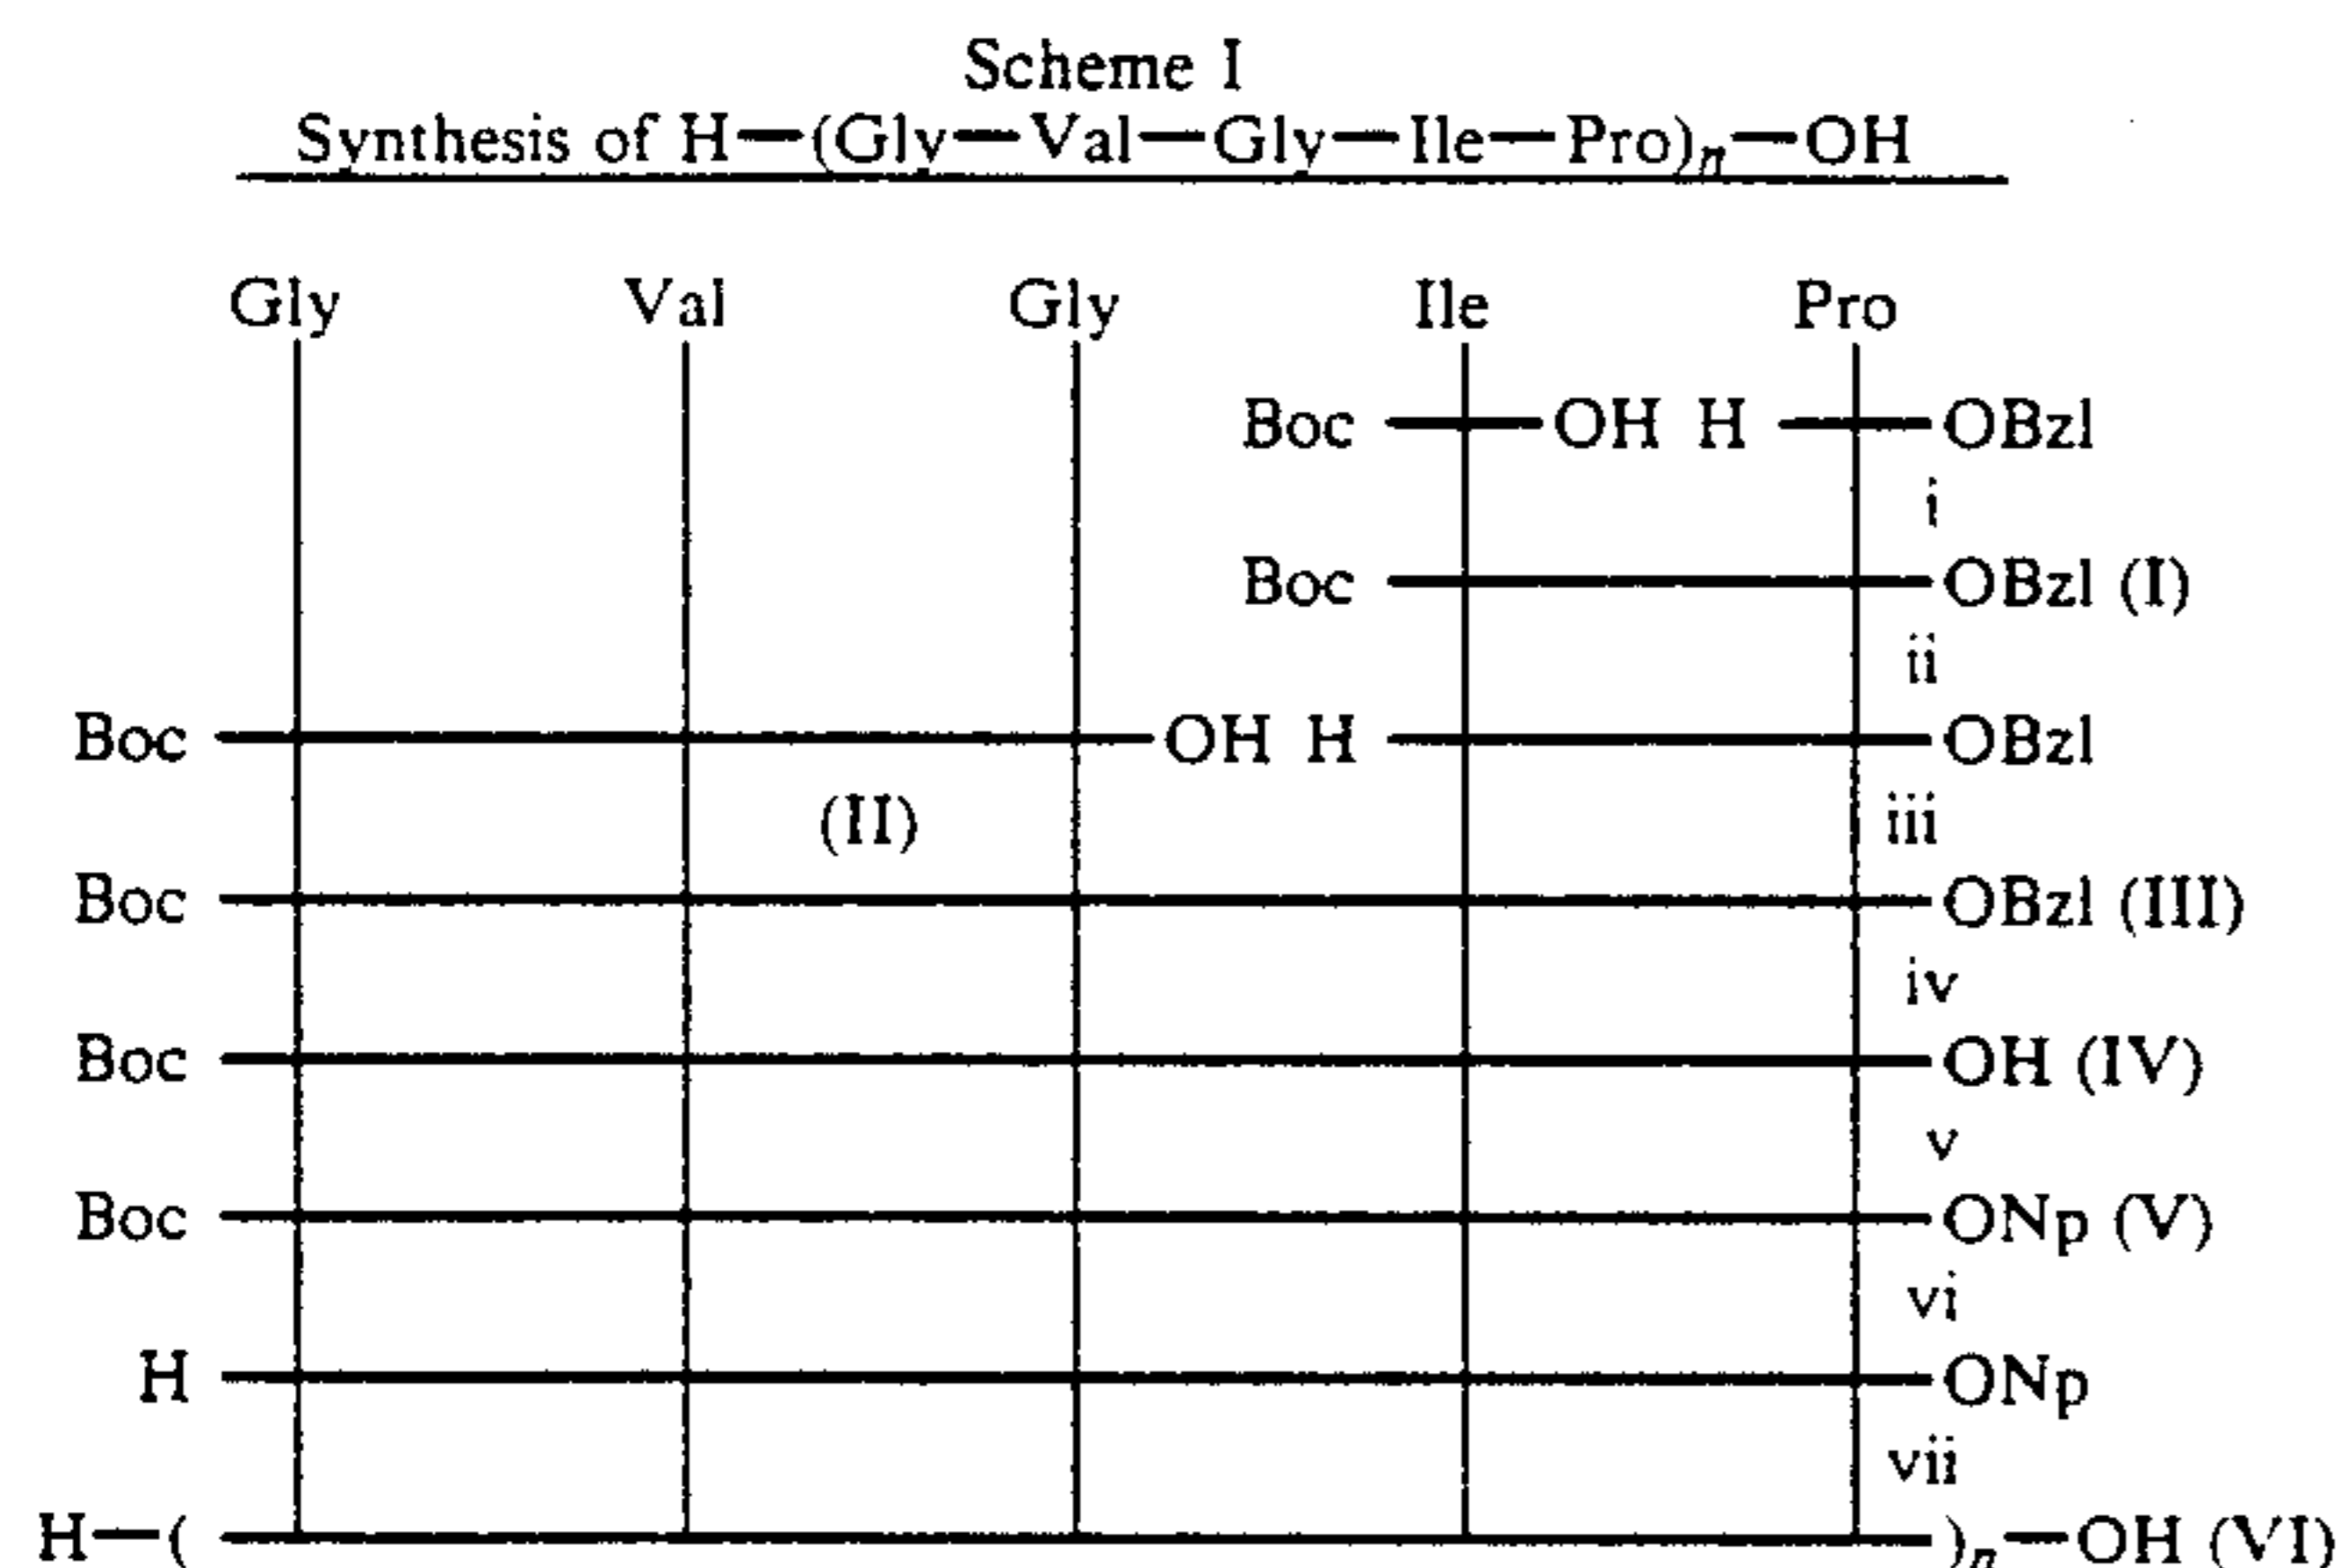 Scheme I
Synthesis of H—(Gly—Val—Gly—Ile—Pro)n—OH
Gly Val Gly Ile Pro
Boc OH H OBzl
i
Boc OBzl (I)
ii
Boc OH H OBzl
(II) iii
Boc OBzl (III)
iv
Boc OH (IV)
v
Boc ONp (V)
vi
H ONp
vii
H—( )n—OH (VI)